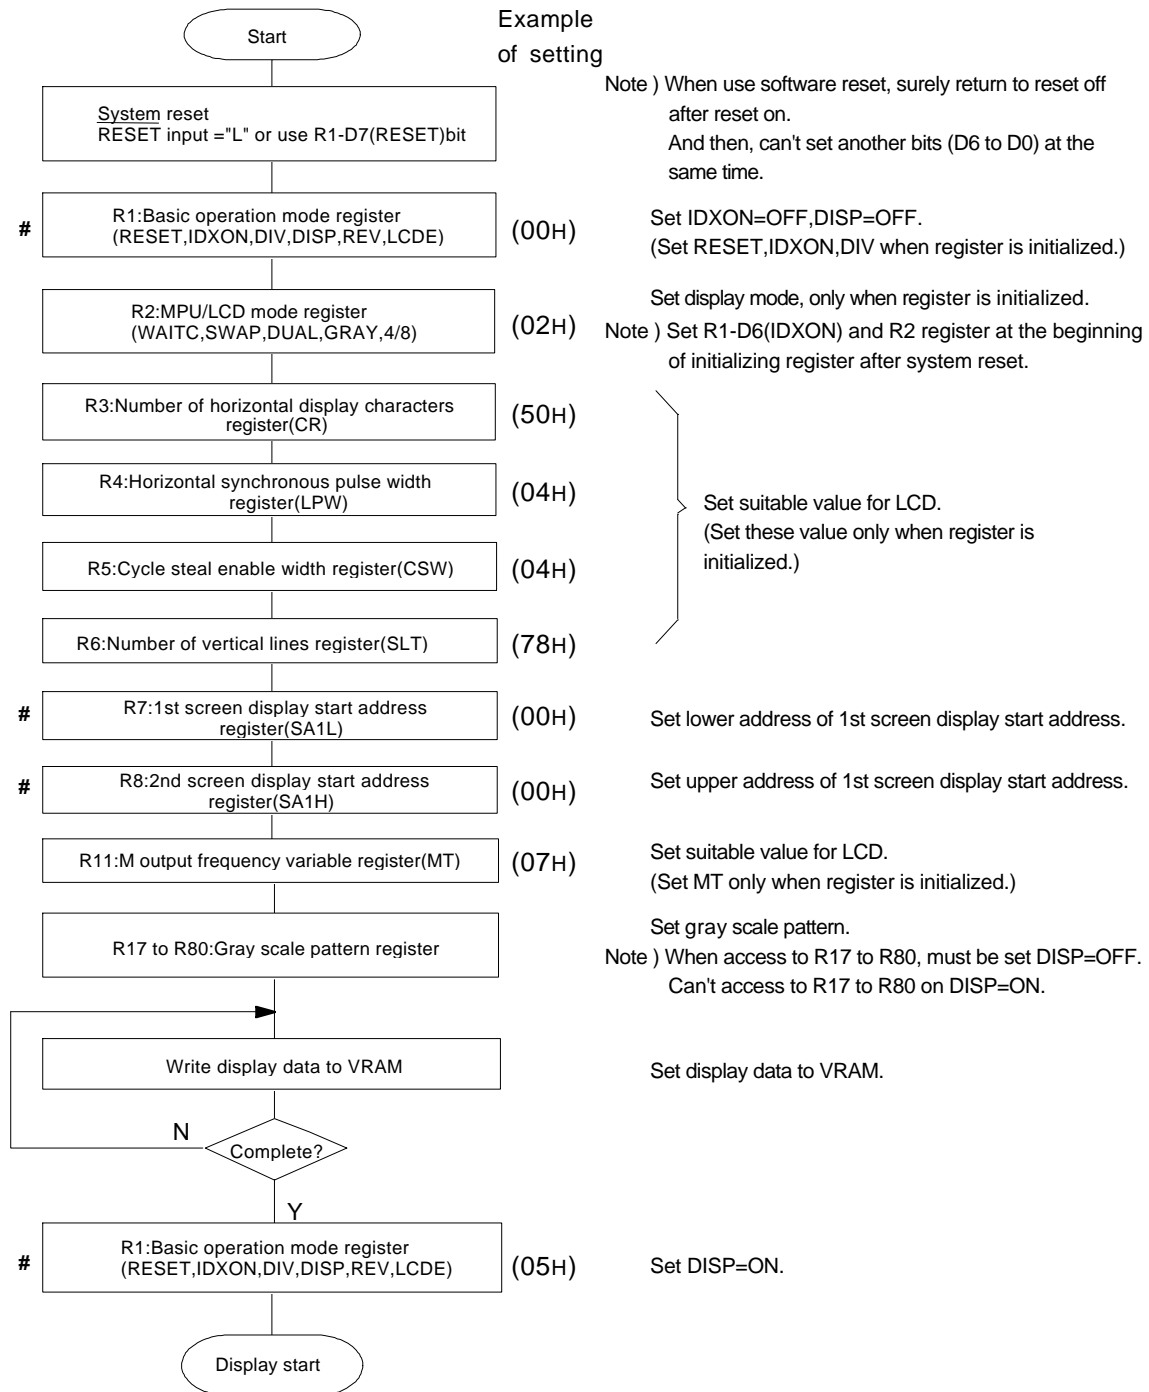 Start
Example
of setting
System reset
RESET input ="L" or use R1-D7(RESET)bit
Note ) When use software reset, surely return to reset off
after reset on.
And then, can't set another bits (D6 to D0) at the
same time.
#
R1:Basic operation mode register
(RESET,IDXON,DIV,DISP,REV,LCDE)
(00H)
Set IDXON=OFF,DISP=OFF.
(Set RESET,IDXON,DIV when register is initialized.)
R2:MPU/LCD mode register
(WAITC,SWAP,DUAL,GRAY,4/8)
(02H)
Set display mode, only when register is initialized.
Note ) Set R1-D6(IDXON) and R2 register at the beginning
of initializing register after system reset.
R3:Number of horizontal display characters
register(CR)
(50H)
R4:Horizontal synchronous pulse width
register(LPW)
(04H)
Set suitable value for LCD.
(Set these value only when register is
initialized.)
R5:Cycle steal enable width register(CSW)
(04H)
R6:Number of vertical lines register(SLT)
(78H)
#
R7:1st screen display start address
register(SA1L)
(00H)
Set lower address of 1st screen display start address.
#
R8:2nd screen display start address
register(SA1H)
(00H)
Set upper address of 1st screen display start address.
R11:M output frequency variable register(MT)
(07H)
Set suitable value for LCD.
(Set MT only when register is initialized.)
R17 to R80:Gray scale pattern register
Set gray scale pattern.
Note ) When access to R17 to R80, must be set DISP=OFF.
Can't access to R17 to R80 on DISP=ON.
Write display data to VRAM
Set display data to VRAM.
N
Complete?
Y
#
R1:Basic operation mode register
(RESET,IDXON,DIV,DISP,REV,LCDE)
(05H)
Set DISP=ON.
Display start